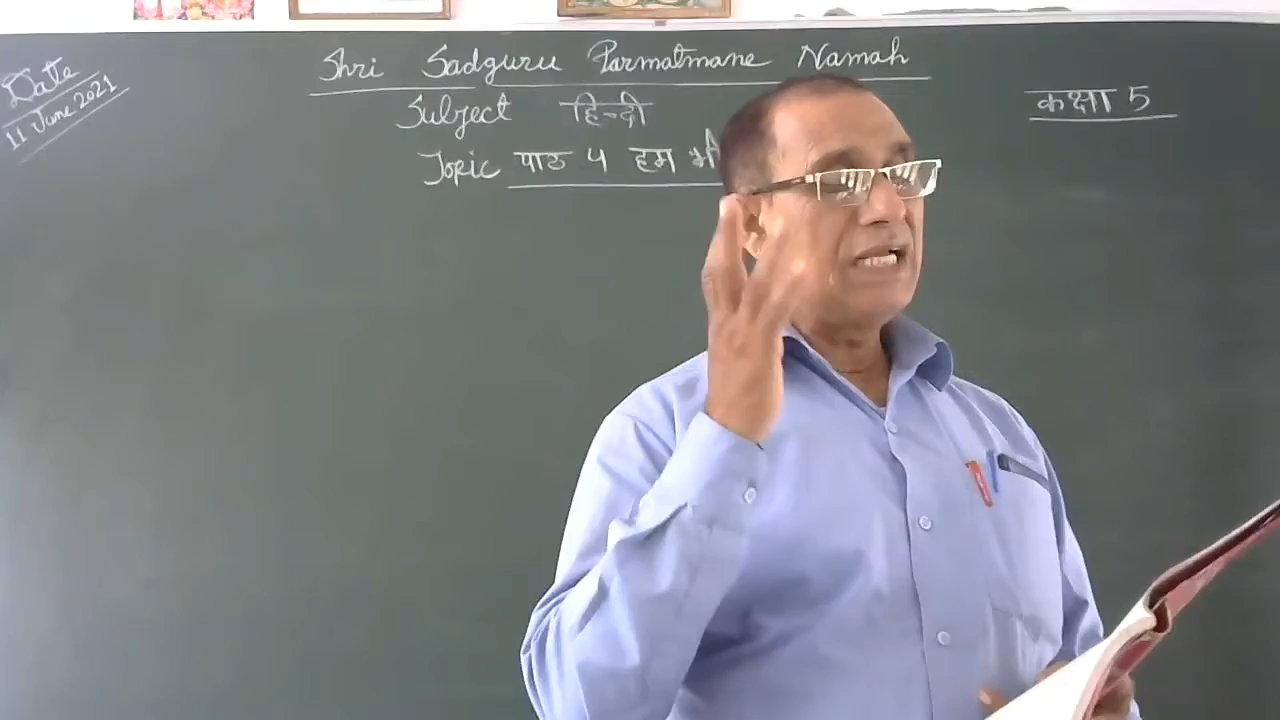 Date
11 June 2021
Shri Sadguru Parmatmane Namah
Subject हिन्दी
कक्षा 5
Topic पाठ 4 हम भी